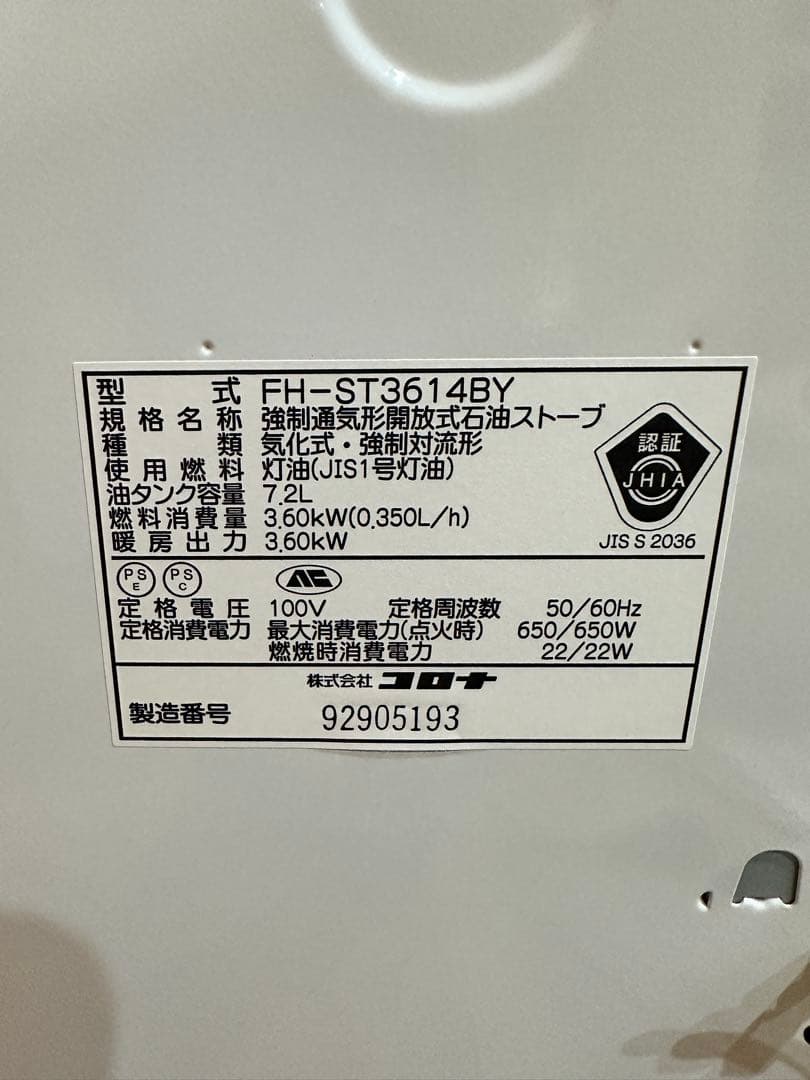 型式 FH-ST3614BY
規格名称 強制通気形開放式石油ストーブ
種類 気化式・強制対流形
使用燃料 灯油(JIS1号灯油)
油タンク容量 7.2L
燃料消費量 3.60kW(0.350L/h)
暖房出力 3.60kW
認証
JHIA
JIS S 2036
PS E PS C
定格電圧 100V 定格周波数 50/60Hz
定格消費電力 最大消費電力(点火時) 650/650W
燃焼時消費電力 22/22W
株式会社 コロナ
製造番号 92905193